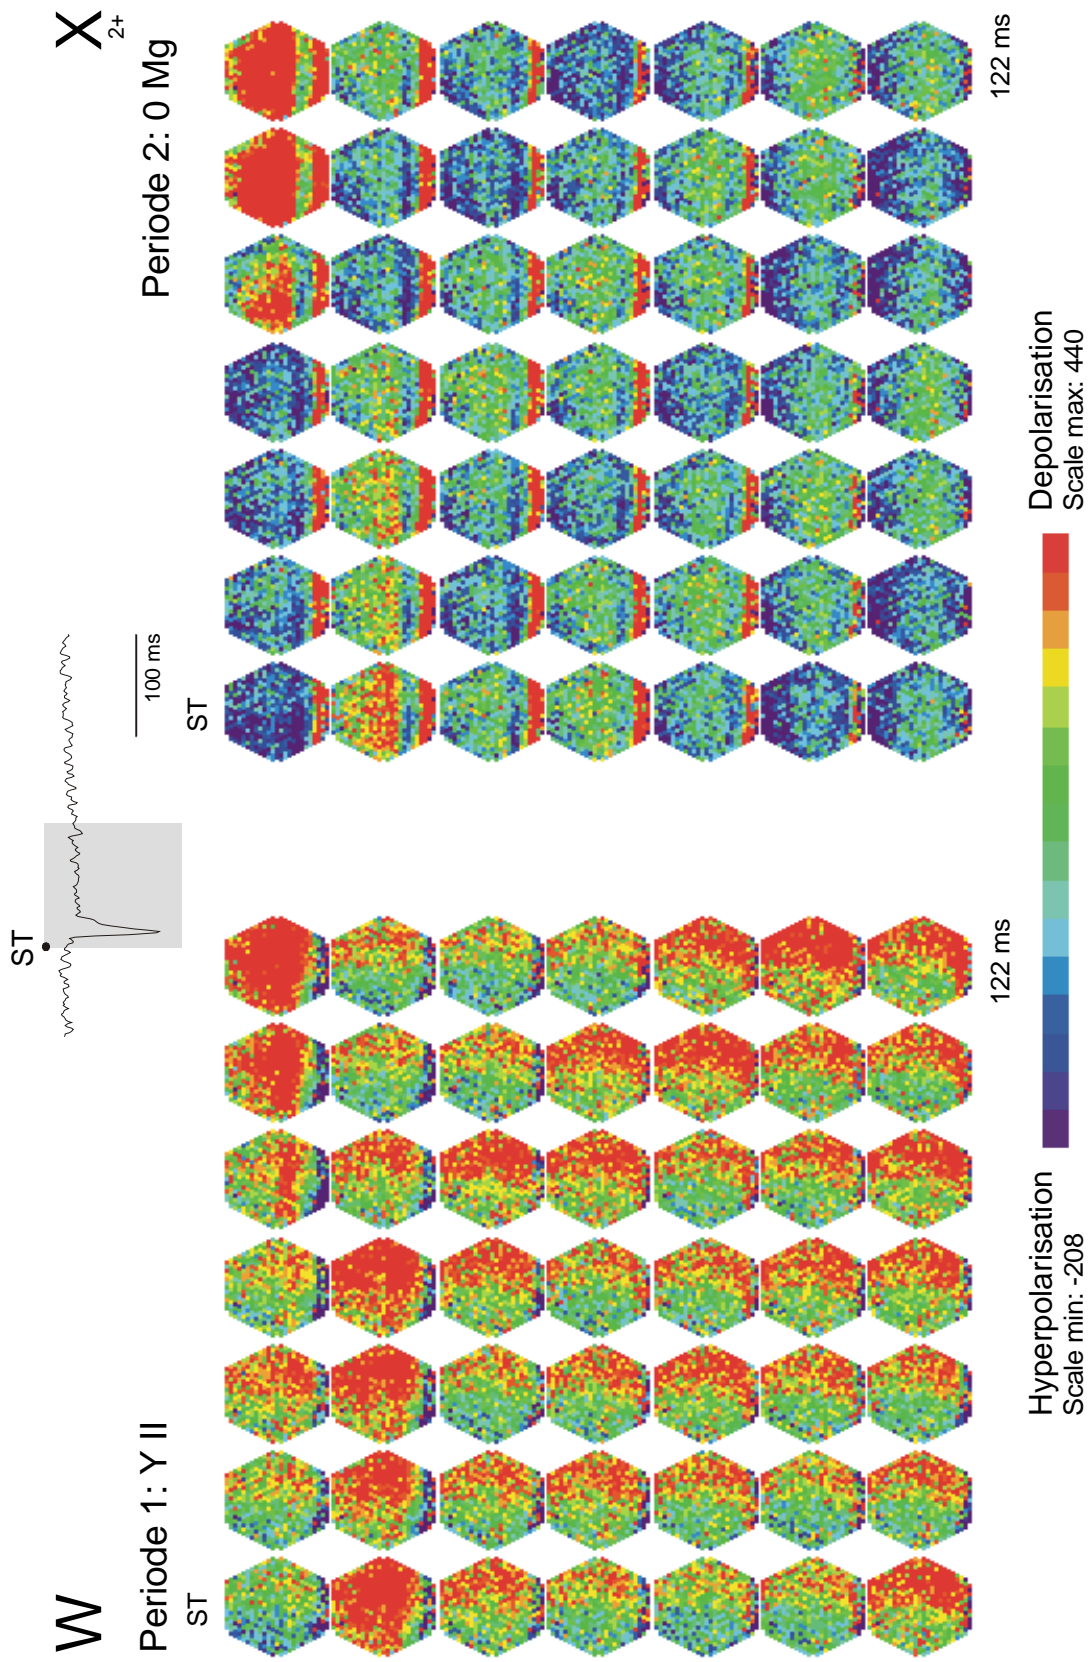 W
X
Periode 1: Y II
Periode 2: 0 Mg 2+
ST
100 ms
ST
ST
122 ms
122 ms
Hyperpolarisation
Scale min: -208
Depolarisation
Scale max: 440